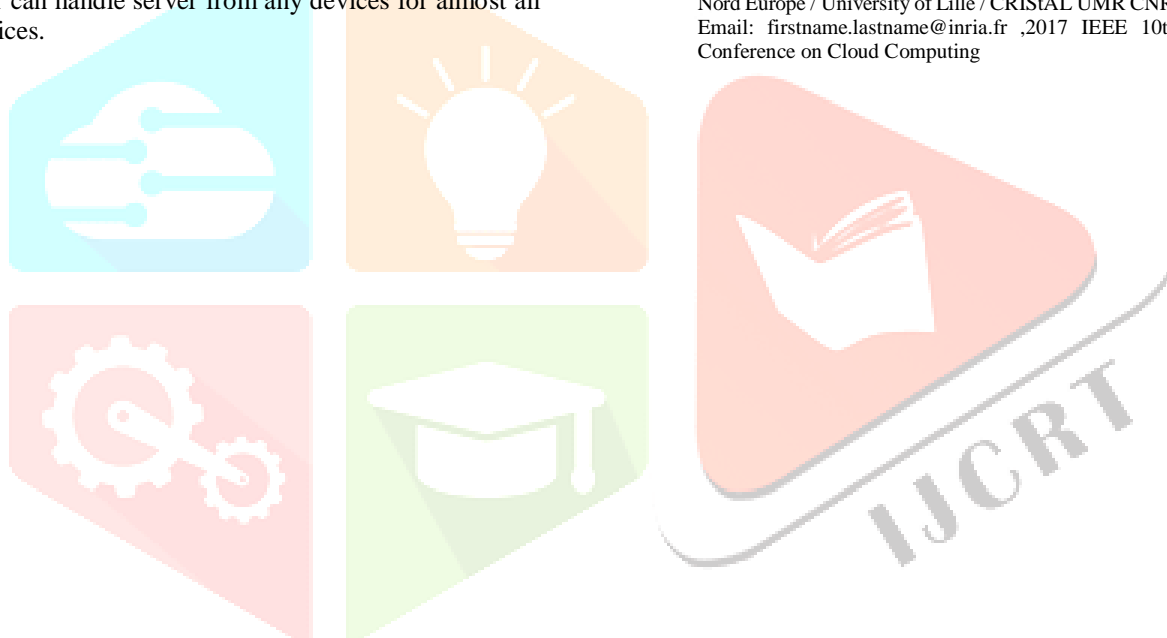 can handle server from any devices for almost all
ices.
Nord Europe / University of Lille / CRIStAL UMR CNR
Email: firstname.lastname@inria.fr ,2017 IEEE 10t
Conference on Cloud Computing
IJCRT